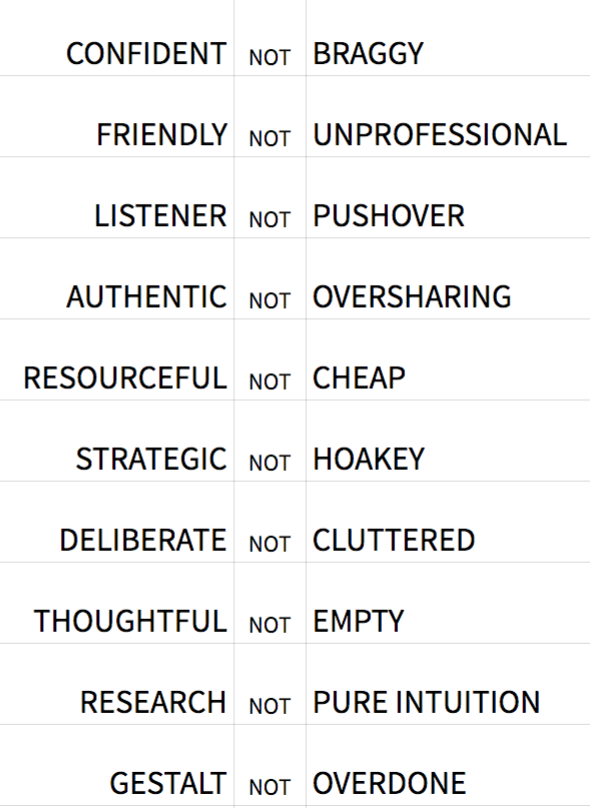 CONFIDENT NOT BRAGGY
FRIENDLY NOT UNPROFESSIONAL
LISTENER NOT PUSHOVER
AUTHENTIC NOT OVERSHARING
RESOURCEFUL NOT CHEAP
STRATEGIC NOT HOAKEY
DELIBERATE NOT CLUTTERED
THOUGHTFUL NOT EMPTY
RESEARCH NOT PURE INTUITION
GESTALT NOT OVERDONE